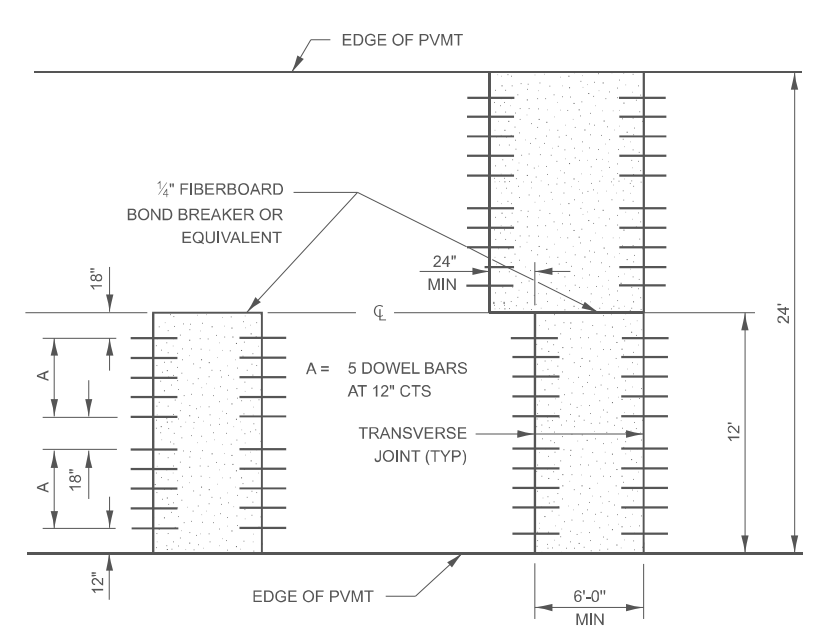 EDGE OF PVMT
¼" FIBERBOARD
BOND BREAKER OR
EQUIVALENT
24"
MIN
18"
℄
24'
A
A = 5 DOWEL BARS
AT 12" CTS
TRANSVERSE
JOINT (TYP)
12'
A
18"
12"
EDGE OF PVMT
6'-0"
MIN